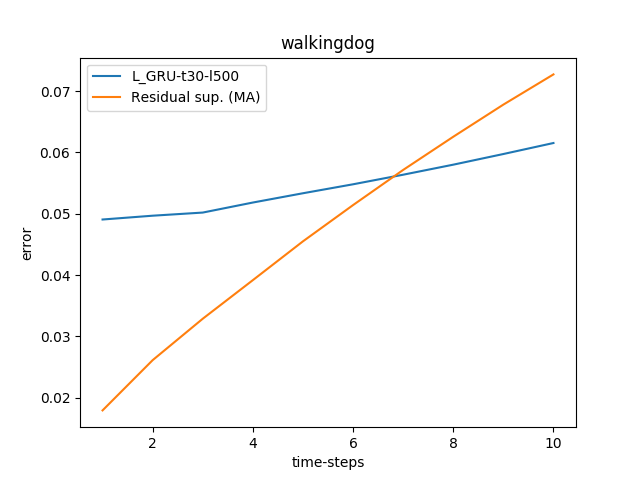 walkingdog
L_GRU-t30-l500
Residual sup. (MA)
0.07
0.06
0.05
0.04
0.03
0.02
error
2
4
6
8
10
time-steps